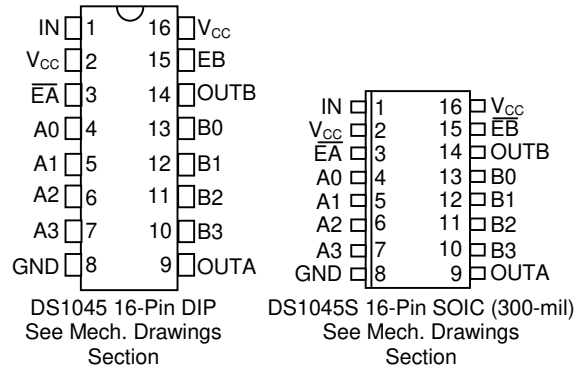 IN 1 16 VCC
VCC 2 15 EB
E̅A̅ 3 14 OUTB
A0 4 13 B0
A1 5 12 B1
A2 6 11 B2
A3 7 10 B3
GND 8 9 OUTA
DS1045 16-Pin DIP
See Mech. Drawings
Section
IN 1 16 VCC
VCC 2 15 E̅B̅
E̅A̅ 3 14 OUTB
A0 4 13 B0
A1 5 12 B1
A2 6 11 B2
A3 7 10 B3
GND 8 9 OUTA
DS1045S 16-Pin SOIC (300-mil)
See Mech. Drawings
Section